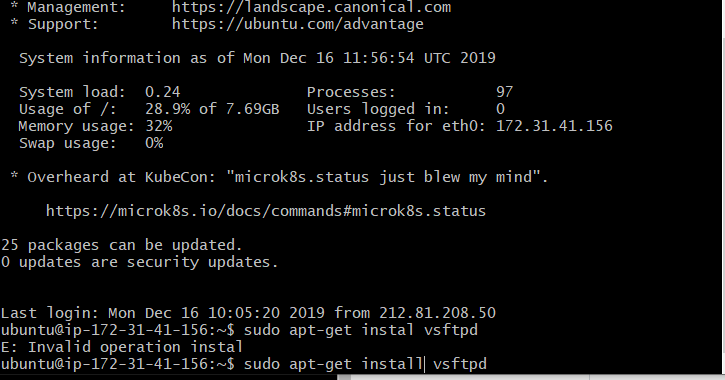 * Management:     https://landscape.canonical.com
* Support:        https://ubuntu.com/advantage
System information as of Mon Dec 16 11:56:54 UTC 2019
System load:  0.24              Processes:           97
Usage of /:   28.9% of 7.69GB   Users logged in:     0
Memory usage: 32%               IP address for eth0: 172.31.41.156
Swap usage:   0%
* Overheard at KubeCon: "microk8s.status just blew my mind".
https://microk8s.io/docs/commands#microk8s.status
25 packages can be updated.
0 updates are security updates.
Last login: Mon Dec 16 10:05:20 2019 from 212.81.208.50
ubuntu@ip-172-31-41-156:~$ sudo apt-get instal vsftpd
E: Invalid operation instal
ubuntu@ip-172-31-41-156:~$ sudo apt-get install vsftpd